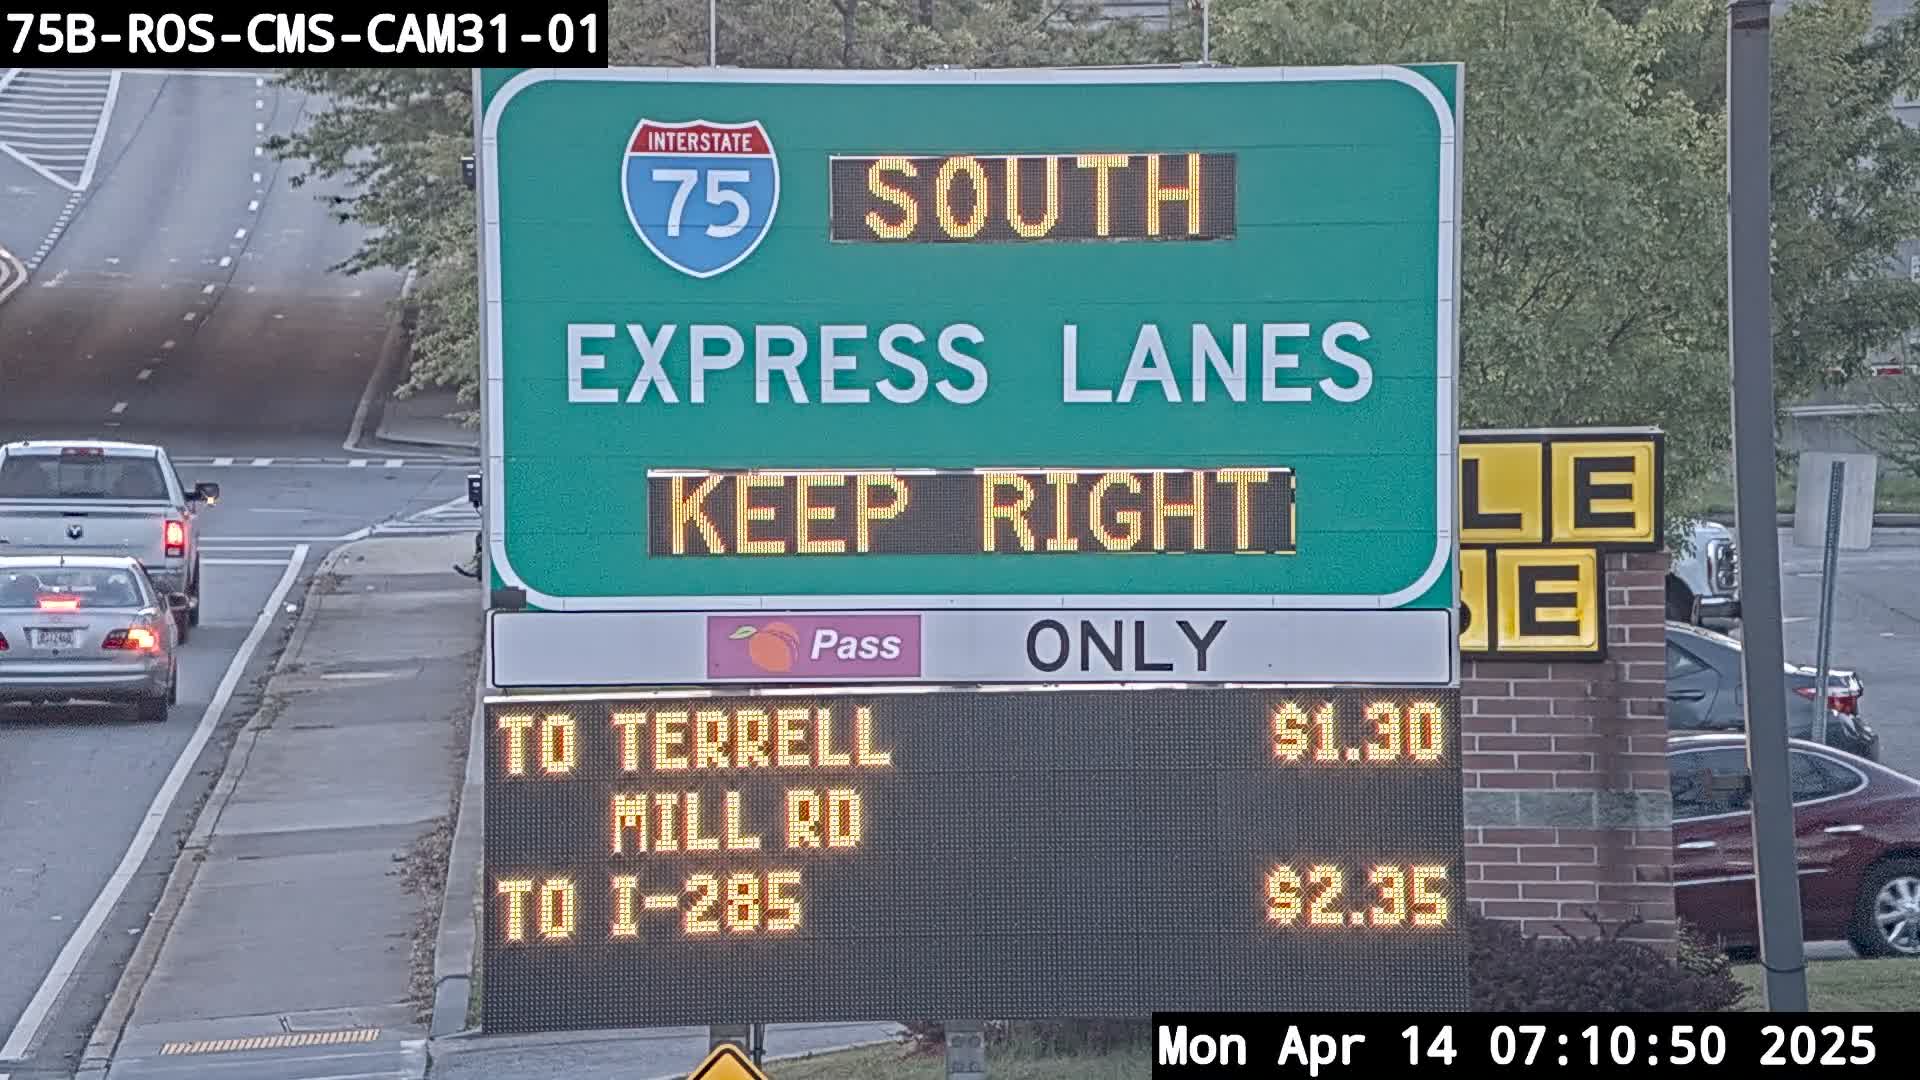 75B-ROS-CMS-CAM31-01
INTERSTATE
75
SOUTH
EXPRESS LANES
KEEP RIGHT
Pass ONLY
TO TERRELL $1.30
MILL RD
TO I-285 $2.35
LE
E
Mon Apr 14 07:10:50 2025